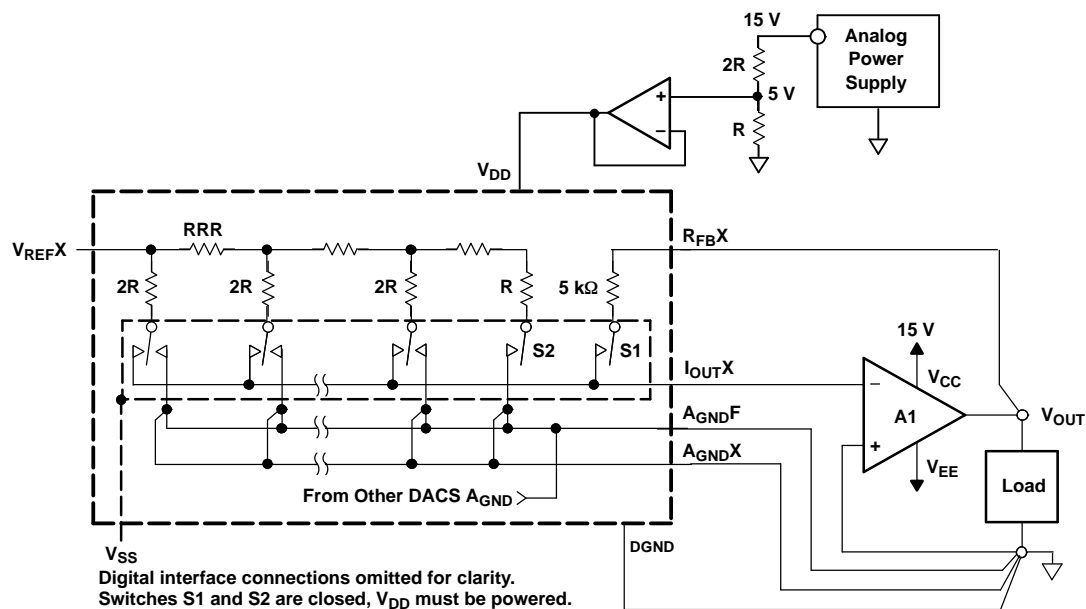 15 V
Analog
Power
Supply
2R
5 V
R
+
–
VDD
VREFX
RRR
2R
2R
2R
R
5 kΩ
RFBX
S2
S1
IOUTX
AGNDF
AGNDX
From Other DACS AGND
15 V
VCC
–
A1
+
VEE
VOUT
Load
DGND
VSS
Digital interface connections omitted for clarity.
Switches S1 and S2 are closed, VDD must be powered.